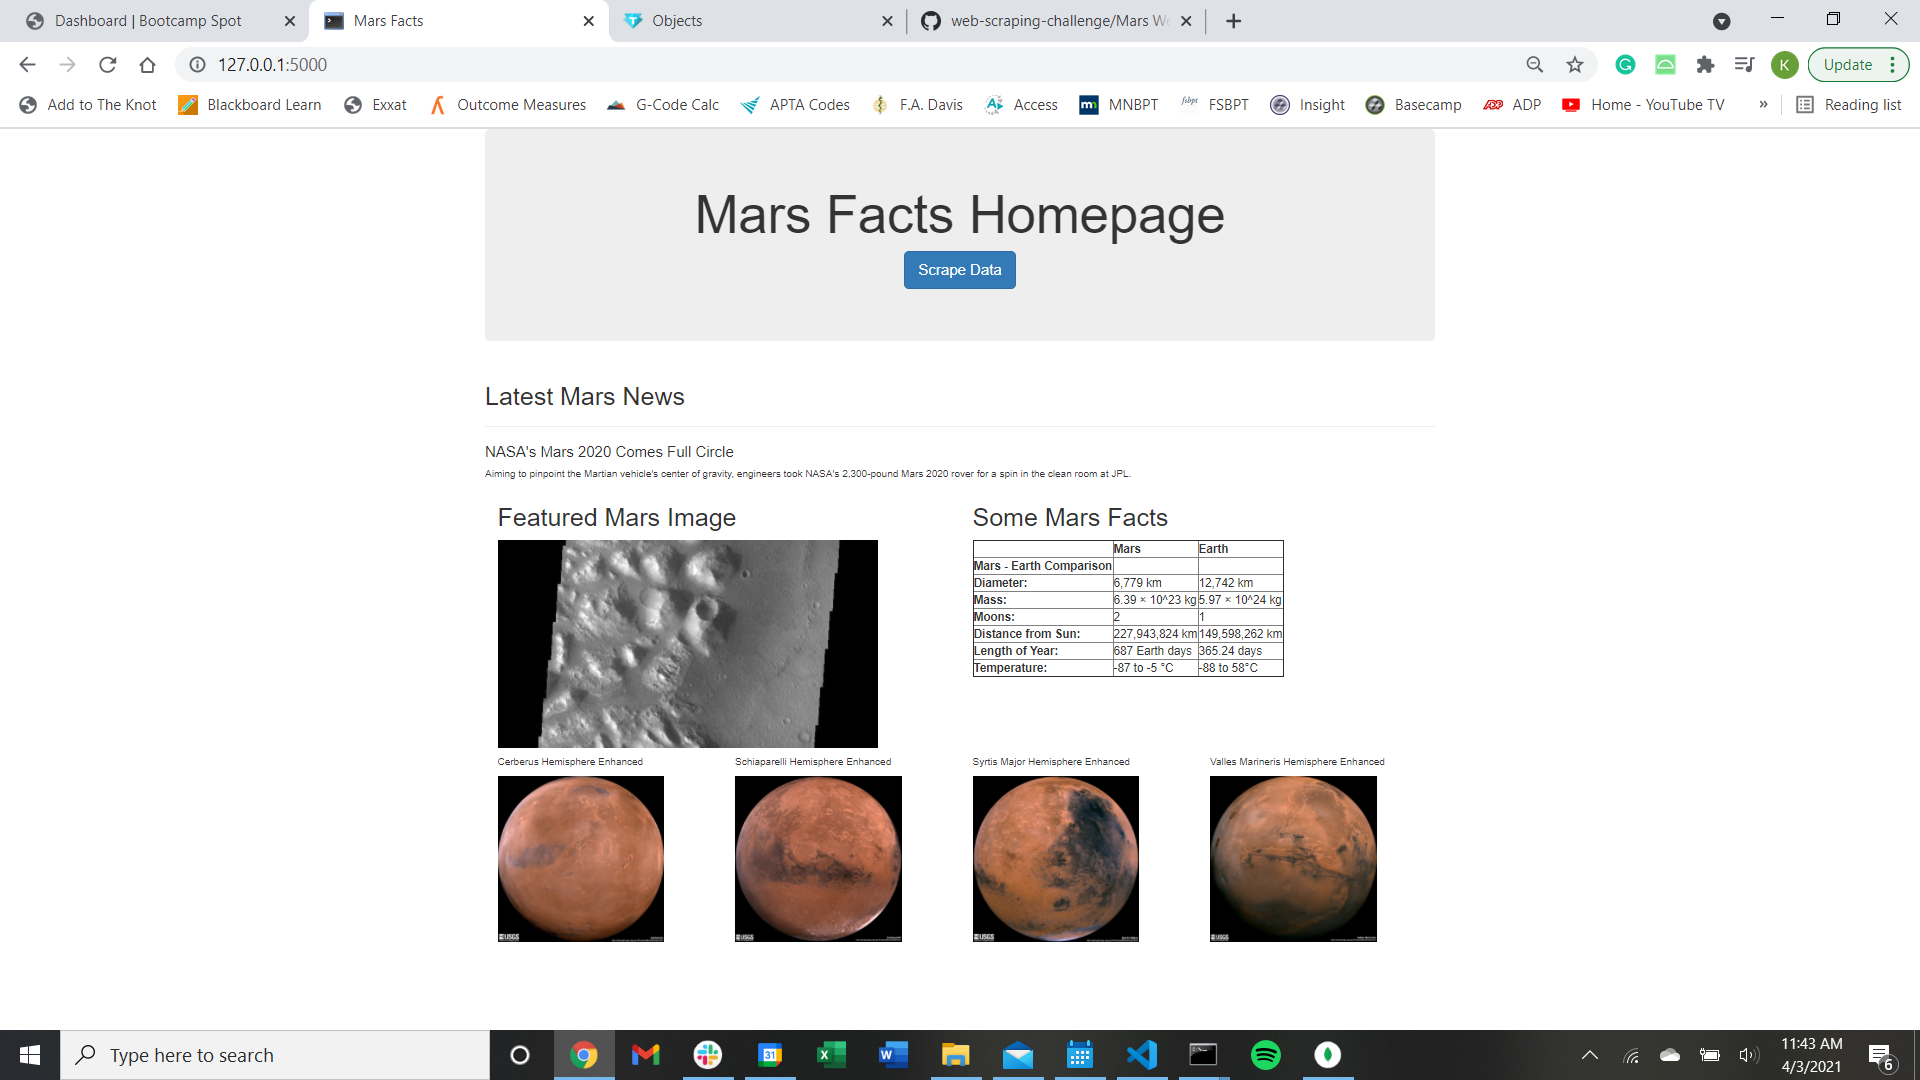 Dashboard | Bootcamp Spot
Mars Facts
Objects
web-scraping-challenge/Mars We
127.0.0.1:5000
K
Update
Add to The Knot
Blackboard Learn
Exxat
Outcome Measures
G-Code Calc
APTA Codes
F.A. Davis
Access
MNBPT
fsbpt
FSBPT
Insight
Basecamp
ADP
Home - YouTube TV
»
Reading list
Mars Facts Homepage
Scrape Data
Latest Mars News
NASA's Mars 2020 Comes Full Circle
Aiming to pinpoint the Martian vehicle's center of gravity, engineers took NASA's 2,300-pound Mars 2020 rover for a spin in the clean room at JPL.
Featured Mars Image
Some Mars Facts
Mars Earth
Mars - Earth Comparison
Diameter: 6,779 km 12,742 km
Mass: 6.39 × 10^23 kg 5.97 × 10^24 kg
Moons: 2 1
Distance from Sun: 227,943,824 km 149,598,262 km
Length of Year: 687 Earth days 365.24 days
Temperature: -87 to -5 °C -88 to 58°C
Cerberus Hemisphere Enhanced
Schiaparelli Hemisphere Enhanced
Syrtis Major Hemisphere Enhanced
Valles Marineris Hemisphere Enhanced
USGS
USGS
USGS
USGS
Type here to search
31
11:43 AM
4/3/2021
6